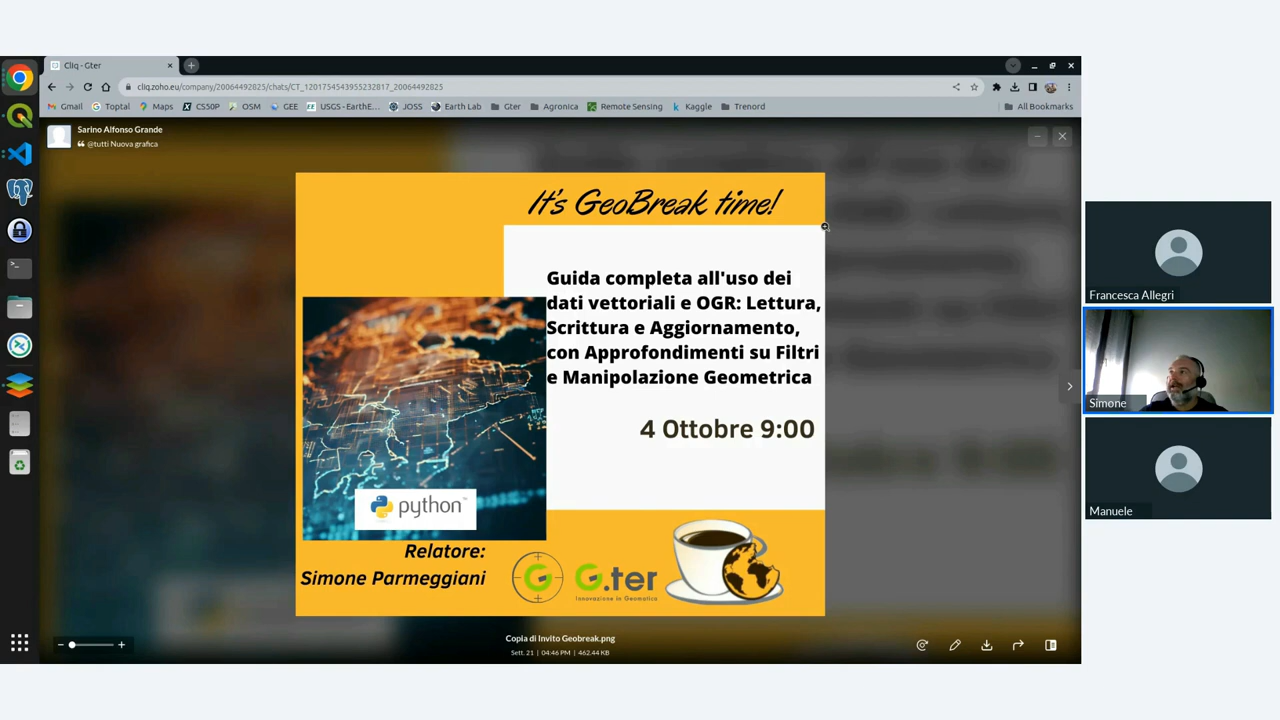 Cliq - Gter
cliq.zoho.eu/company/20064492825/chats/CT_1201754543955232817_20064492825
Gmail Toptal Maps CS50P OSM GEE USGS - EarthE... JOSS Earth Lab Gter Agronica Remote Sensing Kaggle Trenord All Bookmarks
Sarino Alfonso Grande
@tutti Nuova grafica
It's GeoBreak time!
Guida completa all'uso dei
dati vettoriali e OGR: Lettura,
Scrittura e Aggiornamento,
con Approfondimenti su Filtri
e Manipolazione Geometrica
4 Ottobre 9:00
python™
Relatore:
Simone Parmeggiani
G.ter
Innovazione in Geomatica
Copia di Invito Geobreak.png
Sett. 21 | 04:46 PM | 462.44 KB
Francesca Allegri
Simone
Manuele